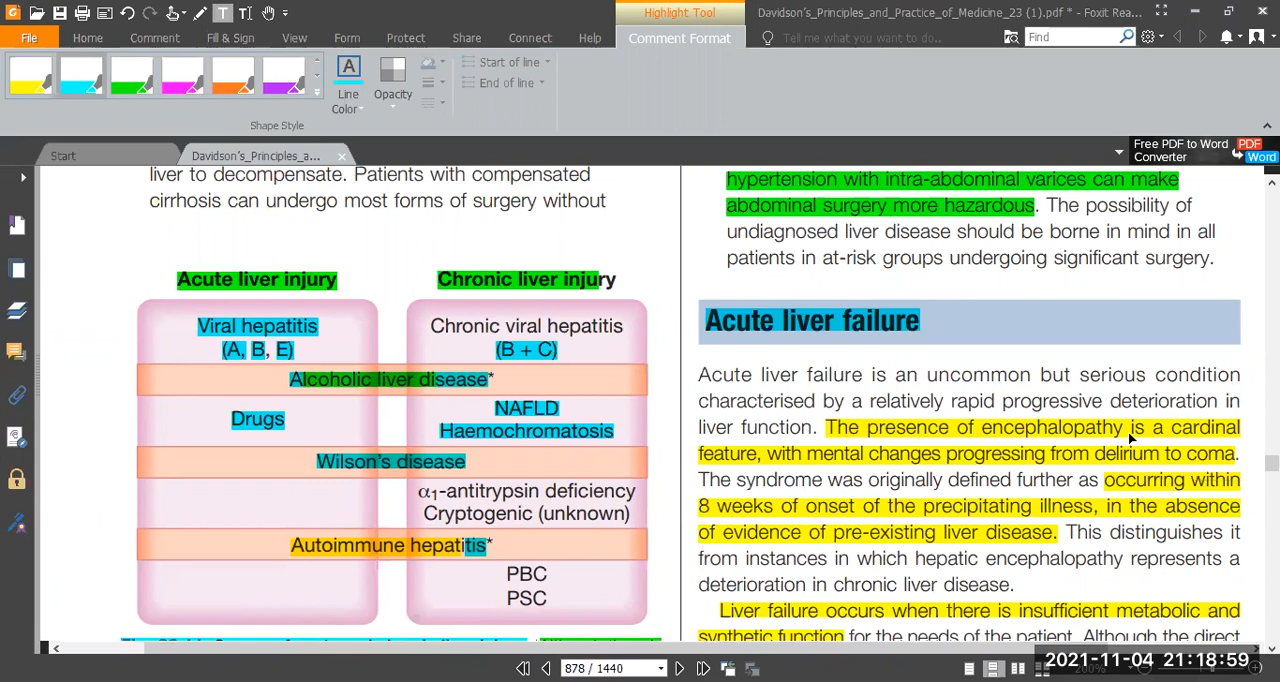 Highlight Tool
Davidson's_Principles_and_Practice_of_Medicine_23 (1).pdf * - Foxit Rea...
File
Home
Comment
Fill & Sign
View
Form
Protect
Share
Connect
Help
Comment Format
Tell me what you want to do..
Find
Line
Color
Opacity
Start of line
End of line
Shape Style
Start
Davidson's_Principles_a...
Free PDF to Word
Converter
PDF
Word
liver to decompensate. Patients with compensated
cirrhosis can undergo most forms of surgery without
Acute liver injury
Chronic liver injury
Viral hepatitis
(A, B, E)
Chronic viral hepatitis
(B + C)
Alcoholic liver disease*
Drugs
NAFLD
Haemochromatosis
Wilson's disease
α1-antitrypsin deficiency
Cryptogenic (unknown)
Autoimmune hepatitis*
PBC
PSC
hypertension with intra-abdominal varices can make
abdominal surgery more hazardous. The possibility of
undiagnosed liver disease should be borne in mind in all
patients in at-risk groups undergoing significant surgery.
Acute liver failure
Acute liver failure is an uncommon but serious condition
characterised by a relatively rapid progressive deterioration in
liver function. The presence of encephalopathy is a cardinal
feature, with mental changes progressing from delirium to coma.
The syndrome was originally defined further as occurring within
8 weeks of onset of the precipitating illness, in the absence
of evidence of pre-existing liver disease. This distinguishes it
from instances in which hepatic encephalopathy represents a
deterioration in chronic liver disease.
Liver failure occurs when there is insufficient metabolic and
synthetic function for the needs of the patient. Although the direct
878 / 1440
2021-11-04 21:18:59